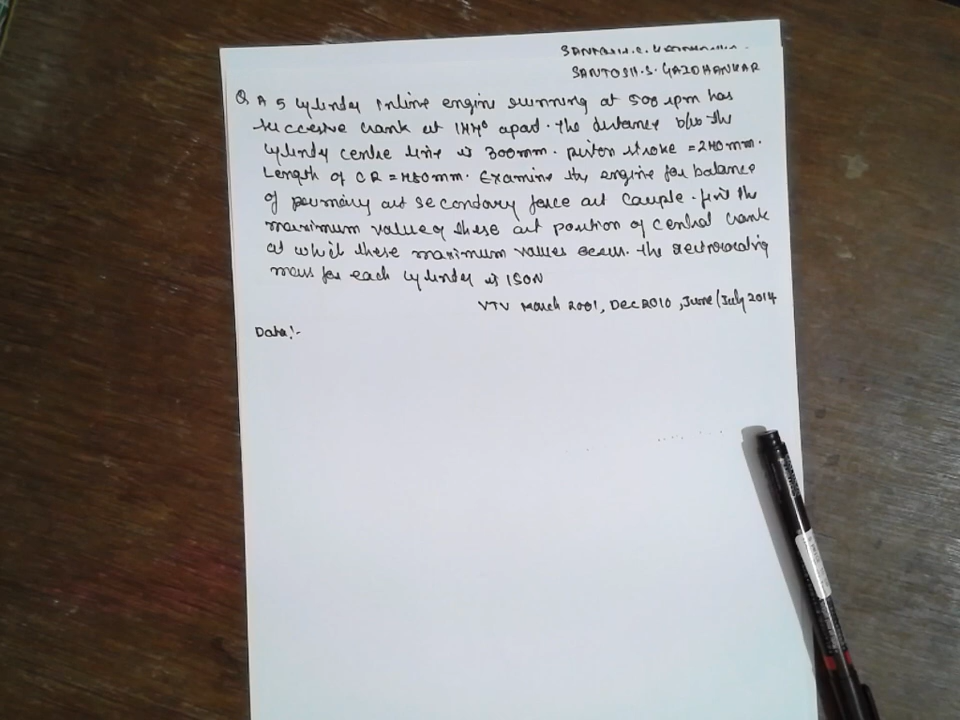 SANTOSH.S. GAIDHANKAR
Q A 5 cylinder inline engine running at 500 rpm has
successive crank at 144° apart. The distance b/w the
cylinder centre line is 300mm. piston stroke = 240mm.
Length of CR = 480mm. Examine the engine for balance
of primary and secondary force and couple. find the
maximum value of these and position of central crank
at which these maximum values occur. The reciprocating
mass for each cylinder is 150N
VTU March 2001, Dec 2010, June/July 2014
Data:-